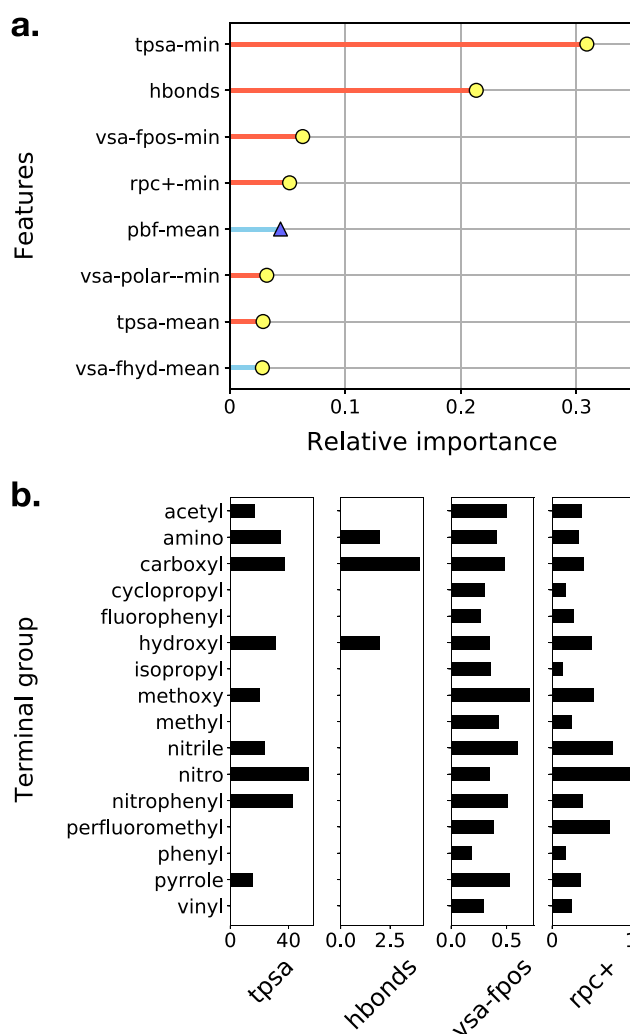 a.
Features
tpsa-min
hbonds
vsa-fpos-min
rpc+-min
pbf-mean
vsa-polar--min
tpsa-mean
vsa-fhyd-mean
0 0.1 0.2 0.3
Relative importance
b.
Terminal group
acetyl
amino
carboxyl
cyclopropyl
fluorophenyl
hydroxyl
isopropyl
methoxy
methyl
nitrile
nitro
nitrophenyl
perfluoromethyl
phenyl
pyrrole
vinyl
0 40 0.0 2.5 0.0 0.5 0 1
tpsa hbonds vsa-fpos rpc+